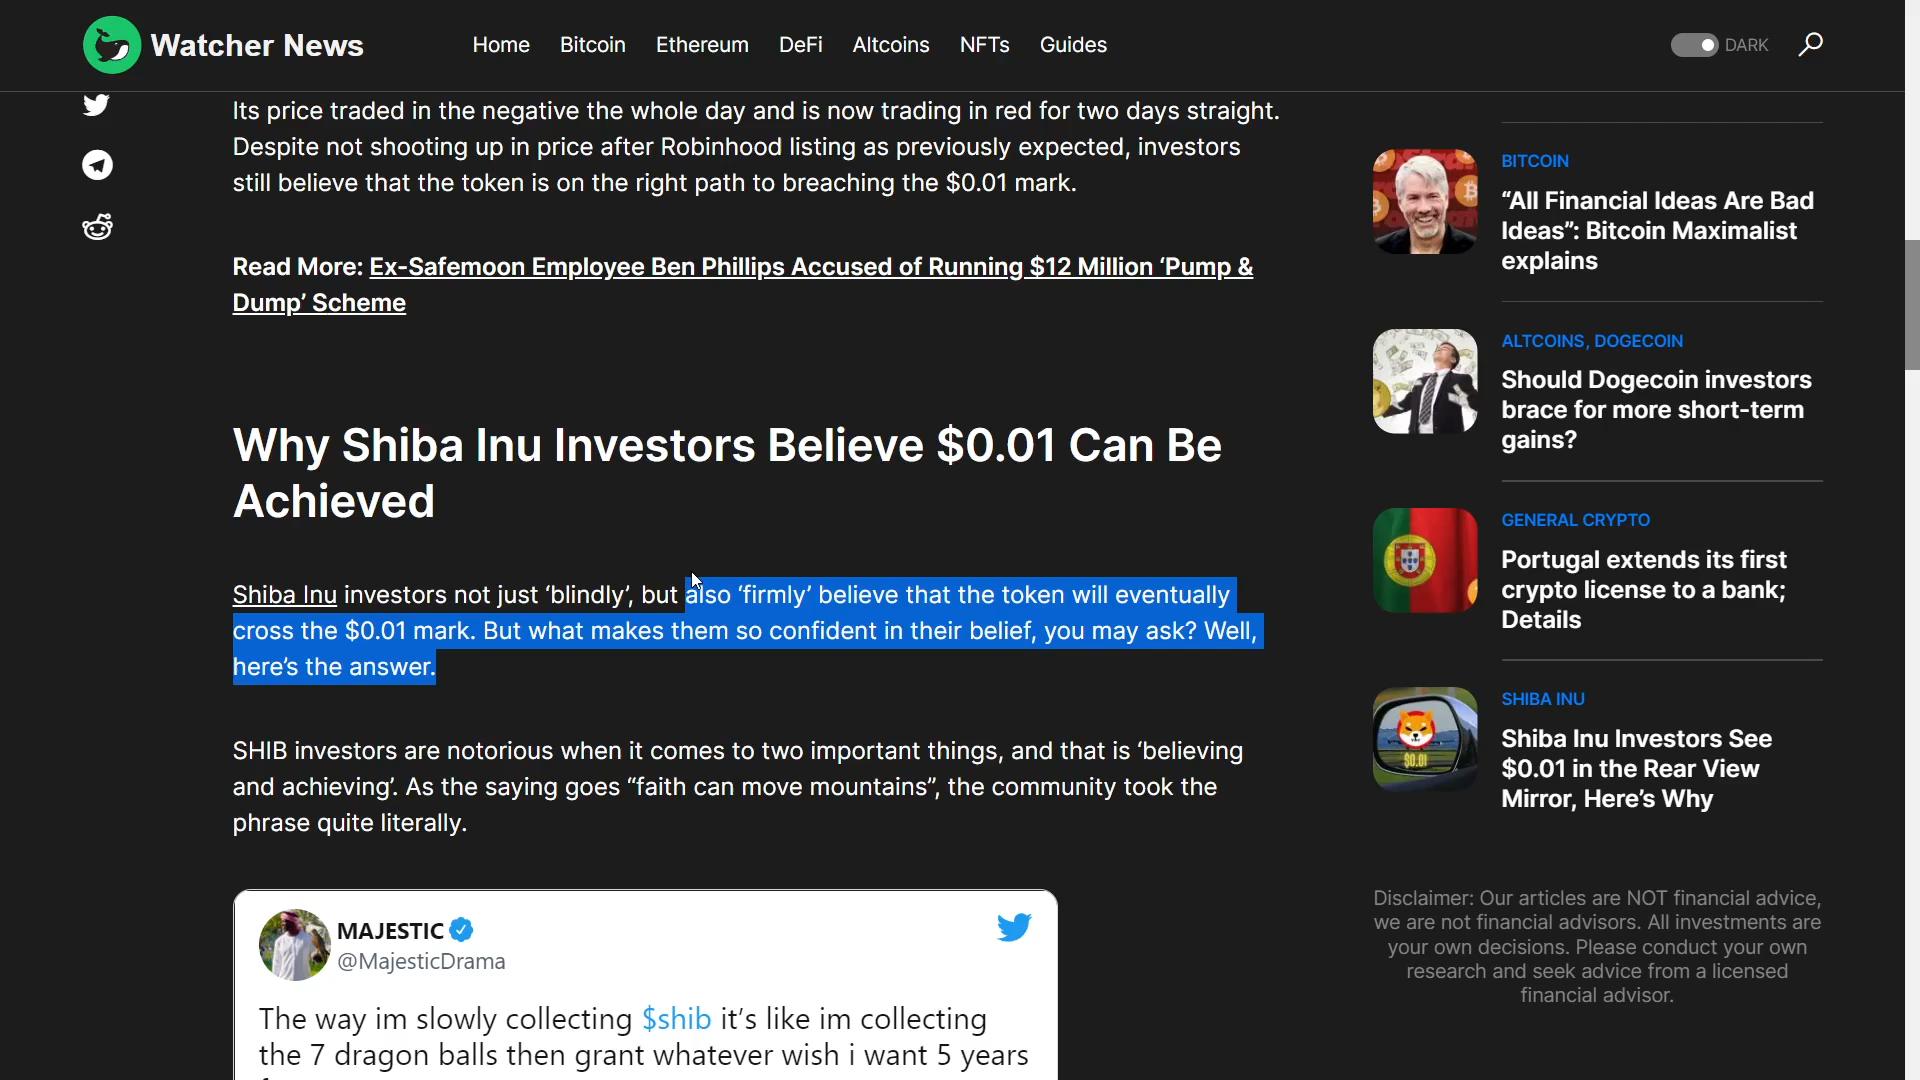 Watcher News
Home Bitcoin Ethereum DeFi Altcoins NFTs Guides
DARK
Its price traded in the negative the whole day and is now trading in red for two days straight.
Despite not shooting up in price after Robinhood listing as previously expected, investors
still believe that the token is on the right path to breaching the $0.01 mark.
Read More: Ex-Safemoon Employee Ben Phillips Accused of Running $12 Million ‘Pump &
Dump’ Scheme
Why Shiba Inu Investors Believe $0.01 Can Be
Achieved
Shiba Inu investors not just ‘blindly’, but also ‘firmly’ believe that the token will eventually
cross the $0.01 mark. But what makes them so confident in their belief, you may ask? Well,
here’s the answer.
SHIB investors are notorious when it comes to two important things, and that is ‘believing
and achieving’. As the saying goes “faith can move mountains”, the community took the
phrase quite literally.
MAJESTIC
@MajesticDrama
The way im slowly collecting $shib it’s like im collecting
the 7 dragon balls then grant whatever wish i want 5 years
BITCOIN
“All Financial Ideas Are Bad
Ideas”: Bitcoin Maximalist
explains
ALTCOINS, DOGECOIN
Should Dogecoin investors
brace for more short-term
gains?
GENERAL CRYPTO
Portugal extends its first
crypto license to a bank;
Details
SHIBA INU
$0.01
Shiba Inu Investors See
$0.01 in the Rear View
Mirror, Here’s Why
Disclaimer: Our articles are NOT financial advice,
we are not financial advisors. All investments are
your own decisions. Please conduct your own
research and seek advice from a licensed
financial advisor.